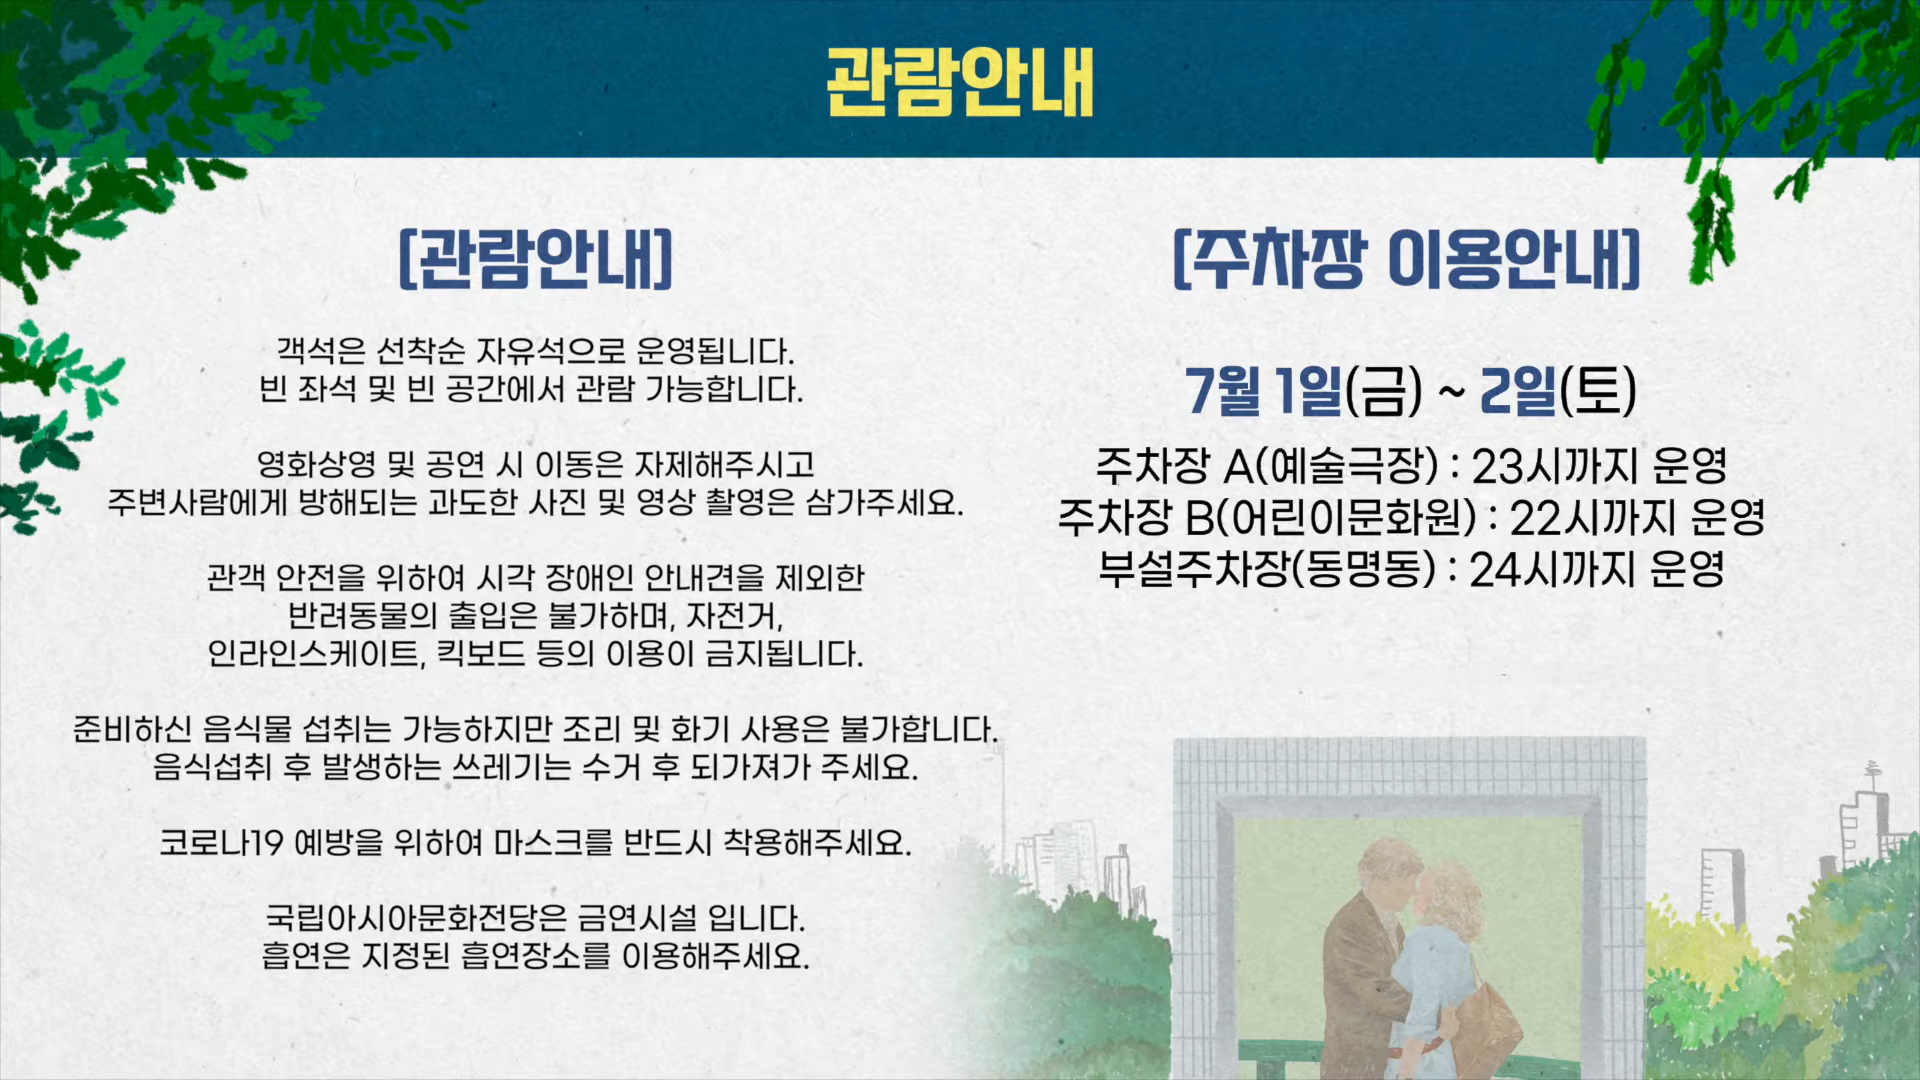 관람안내
[관람안내]
객석은 선착순 자유석으로 운영됩니다.
빈 좌석 및 빈 공간에서 관람 가능합니다.
영화상영 및 공연 시 이동은 자제해주시고
주변사람에게 방해되는 과도한 사진 및 영상 촬영은 삼가주세요.
관객 안전을 위하여 시각 장애인 안내견을 제외한
반려동물의 출입은 불가하며, 자전거,
인라인스케이트, 킥보드 등의 이용이 금지됩니다.
준비하신 음식물 섭취는 가능하지만 조리 및 화기 사용은 불가합니다.
음식섭취 후 발생하는 쓰레기는 수거 후 되가져가 주세요.
코로나19 예방을 위하여 마스크를 반드시 착용해주세요.
국립아시아문화전당은 금연시설 입니다.
흡연은 지정된 흡연장소를 이용해주세요.
[주차장 이용안내]
7월 1일(금) ~ 2일(토)
주차장 A(예술극장) : 23시까지 운영
주차장 B(어린이문화원) : 22시까지 운영
부설주차장(동명동) : 24시까지 운영